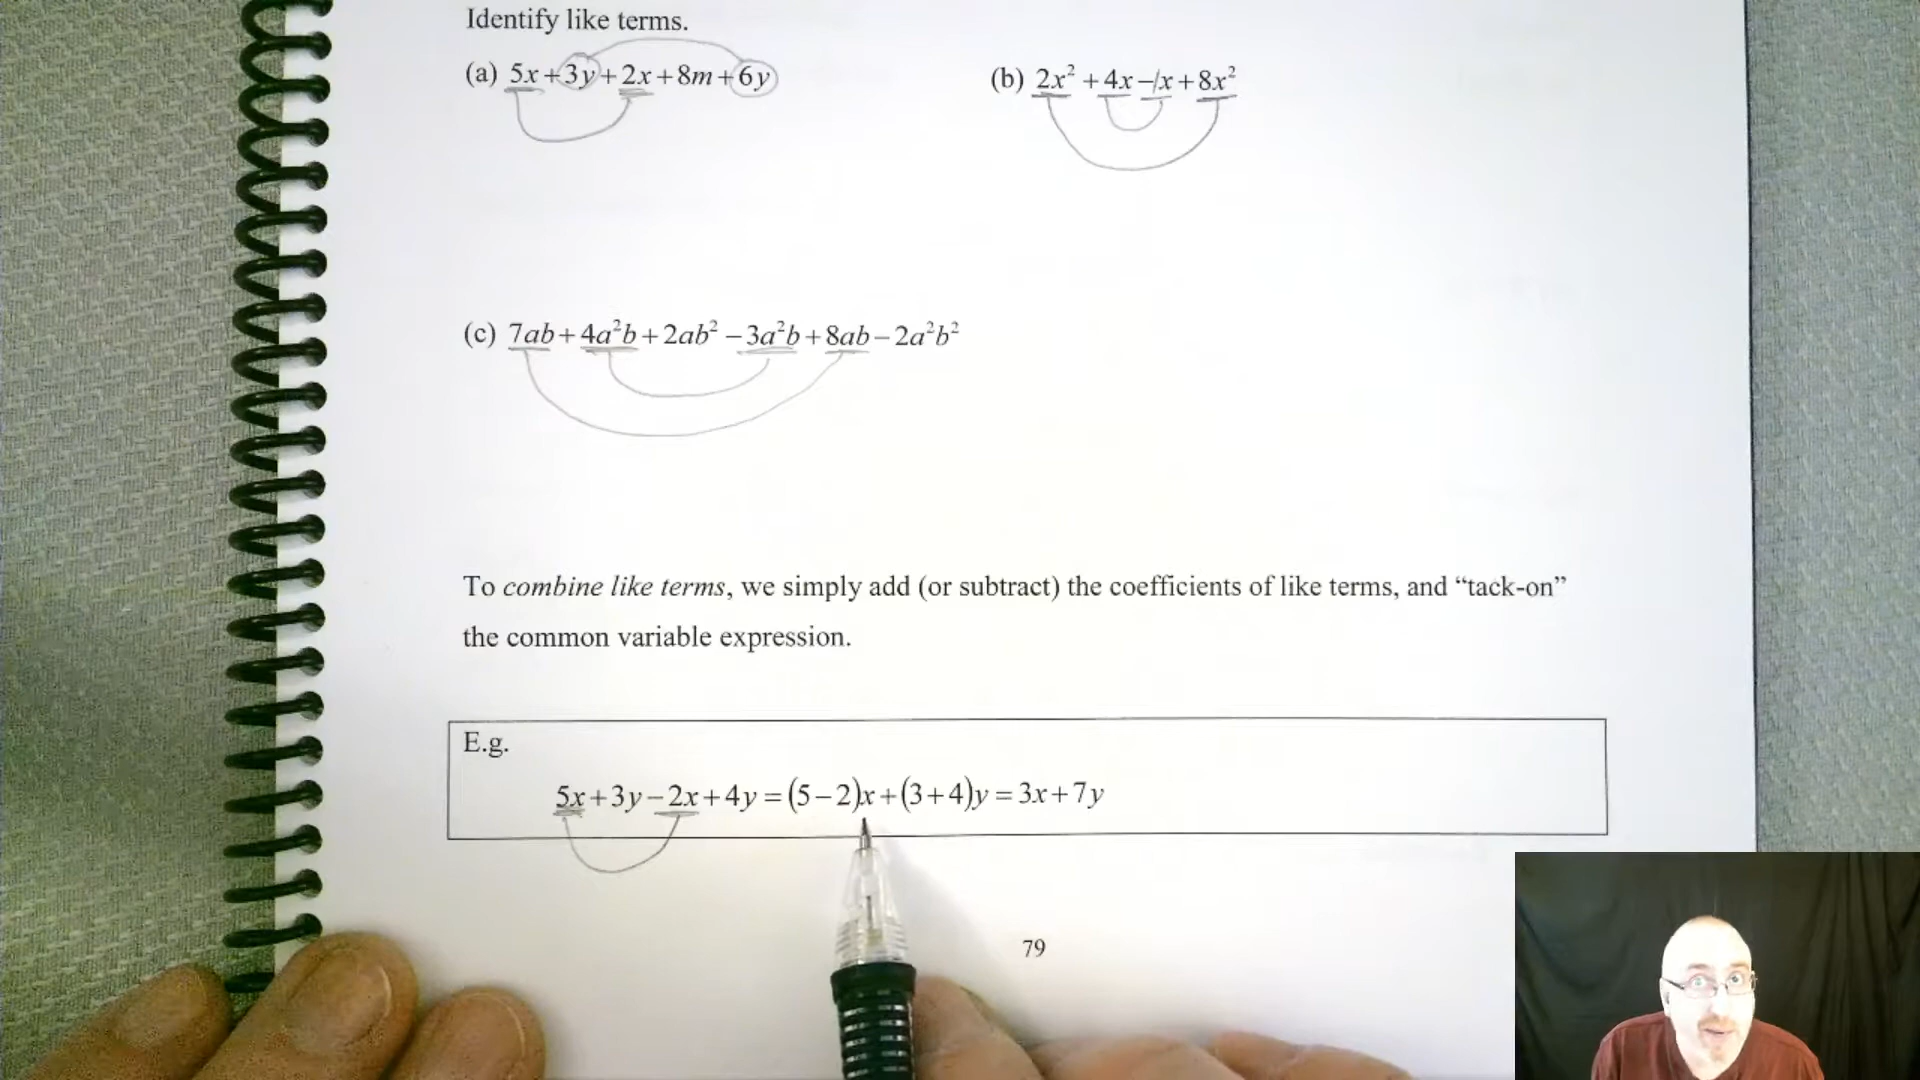 Identify like terms.
(a) 5x+3y+2x+8m+6y
(b) 2x²+4x−1x+8x²
(c) 7ab+4a²b+2ab²−3a²b+8ab−2a²b²
To combine like terms, we simply add (or subtract) the coefficients of like terms, and “tack-on”
the common variable expression.
E.g.
5x+3y−2x+4y=(5−2)x+(3+4)y=3x+7y
79